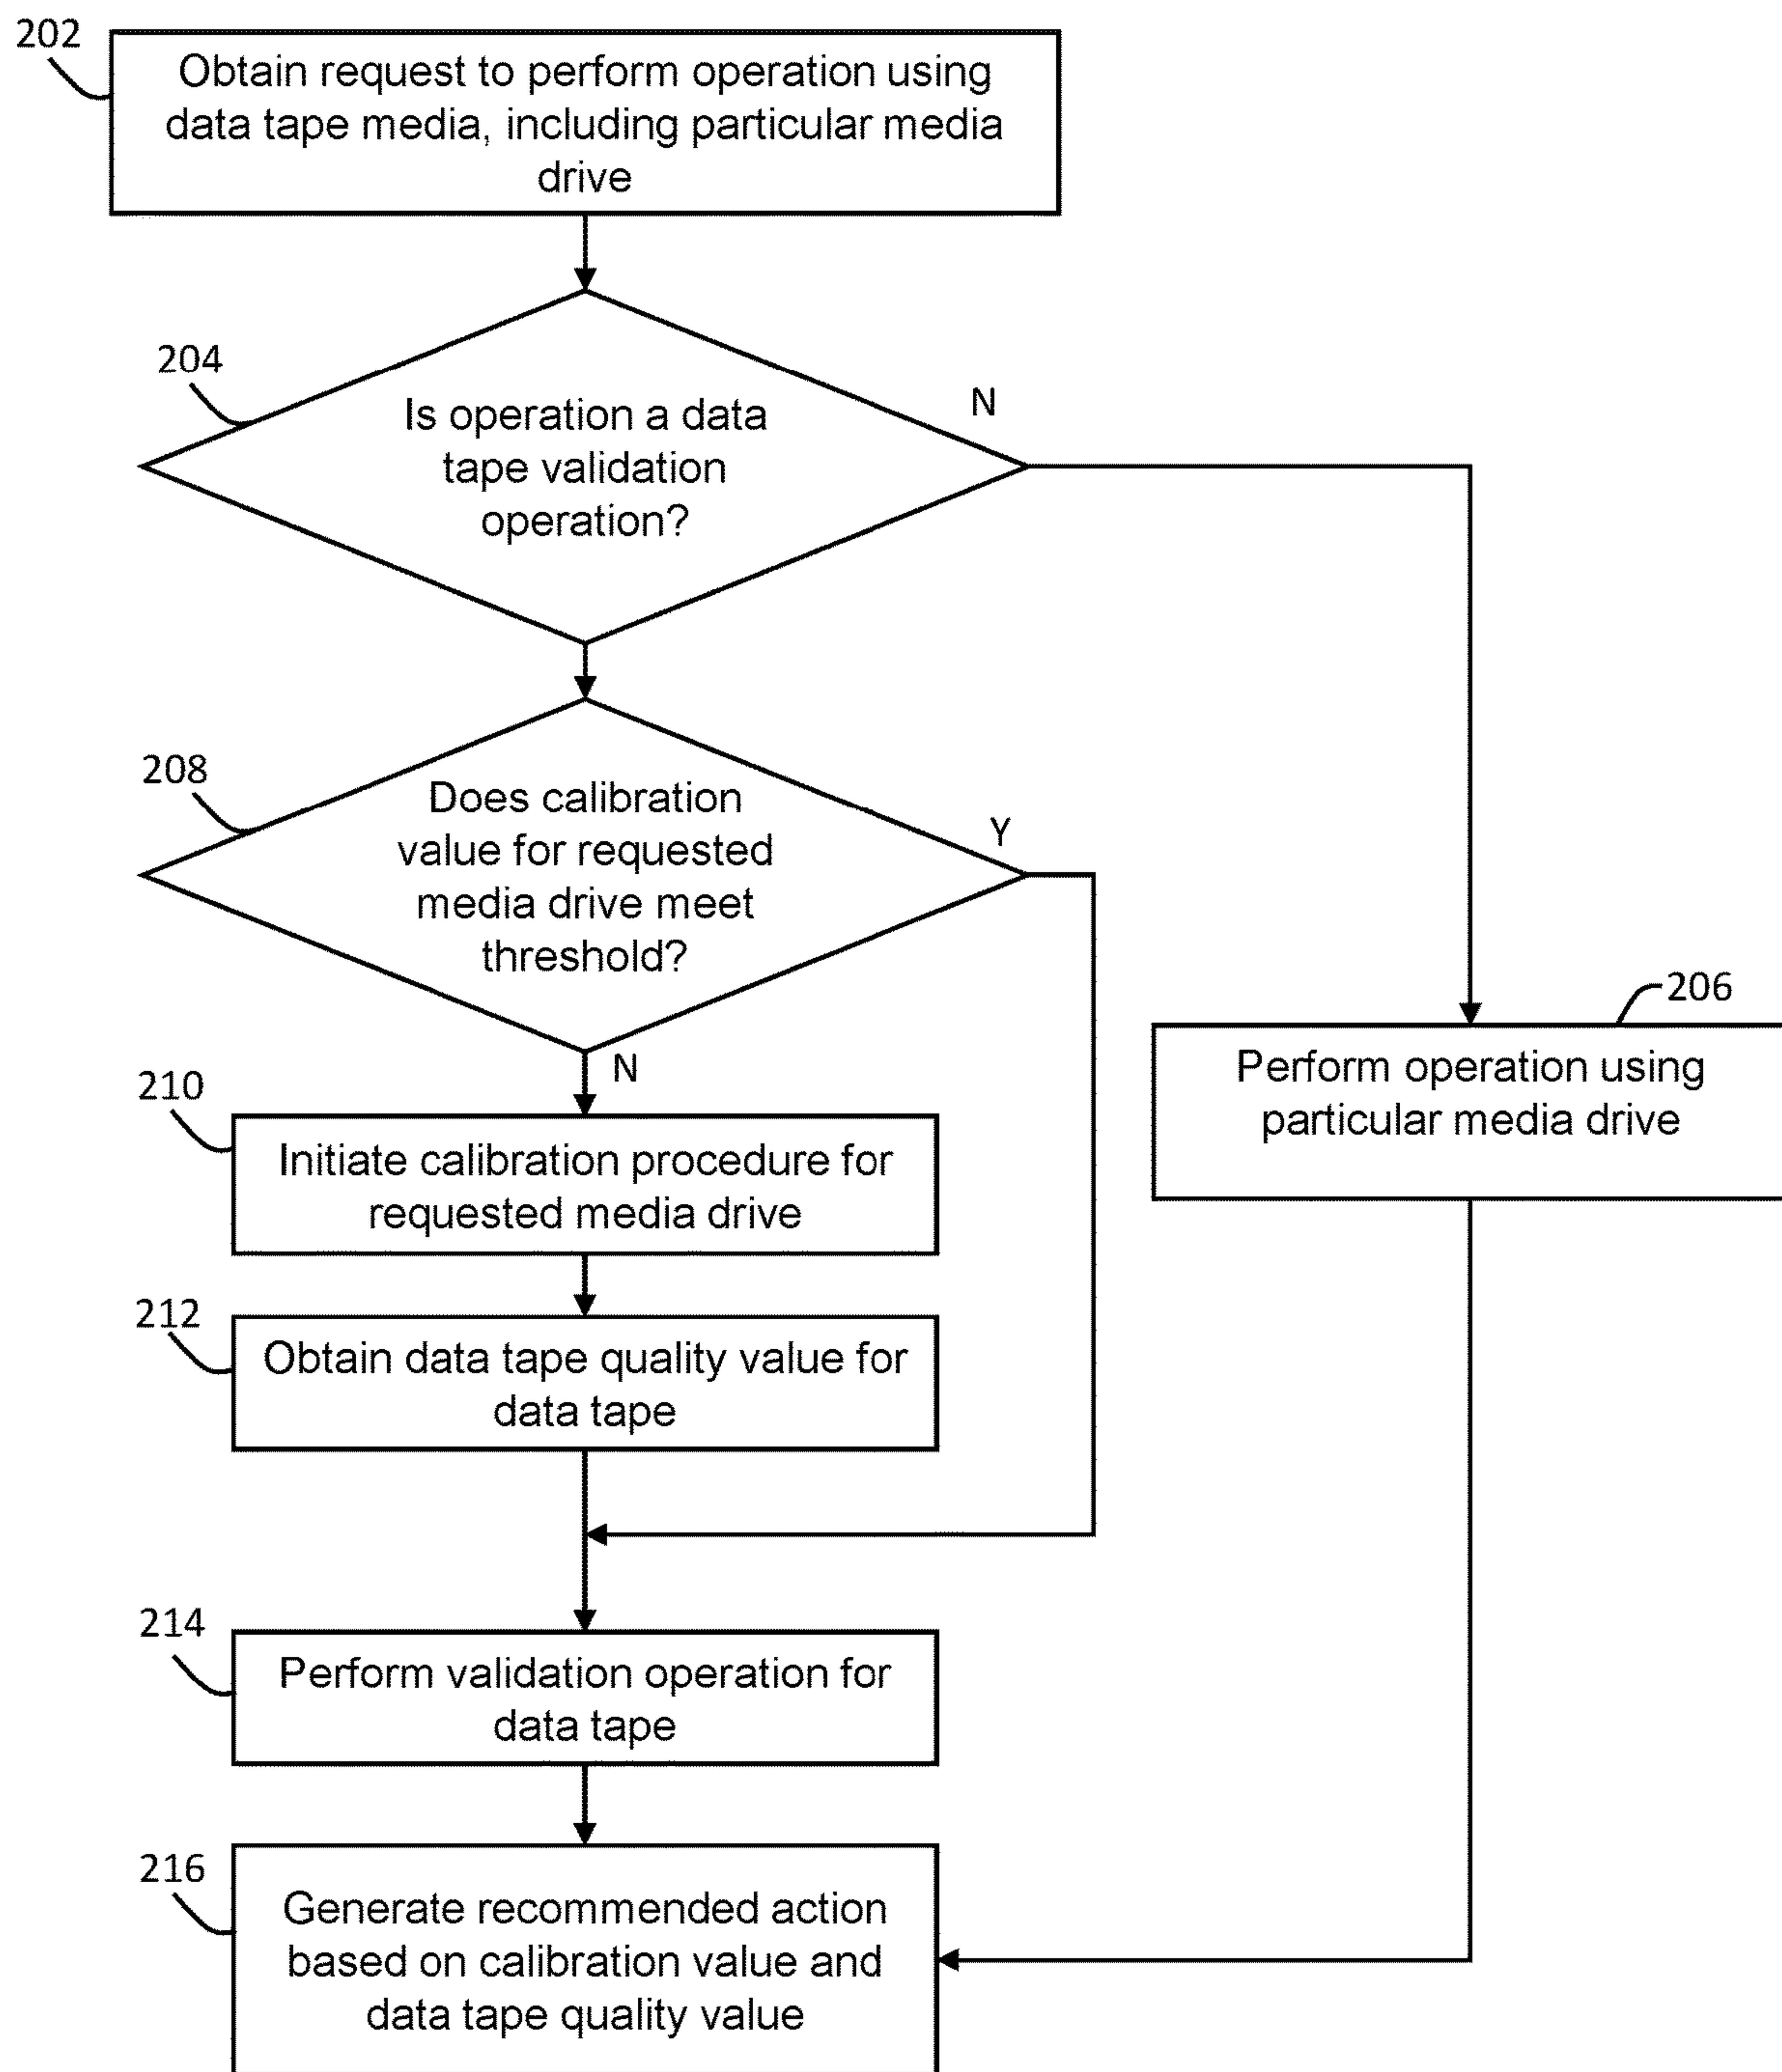 202
Obtain request to perform operation using
data tape media, including particular media
drive
204
Is operation a data
tape validation
operation?
N
208
Does calibration
value for requested
media drive meet
threshold?
Y
N
206
Perform operation using
particular media drive
210
Initiate calibration procedure for
requested media drive
212
Obtain data tape quality value for
data tape
214
Perform validation operation for
data tape
216
Generate recommended action
based on calibration value and
data tape quality value